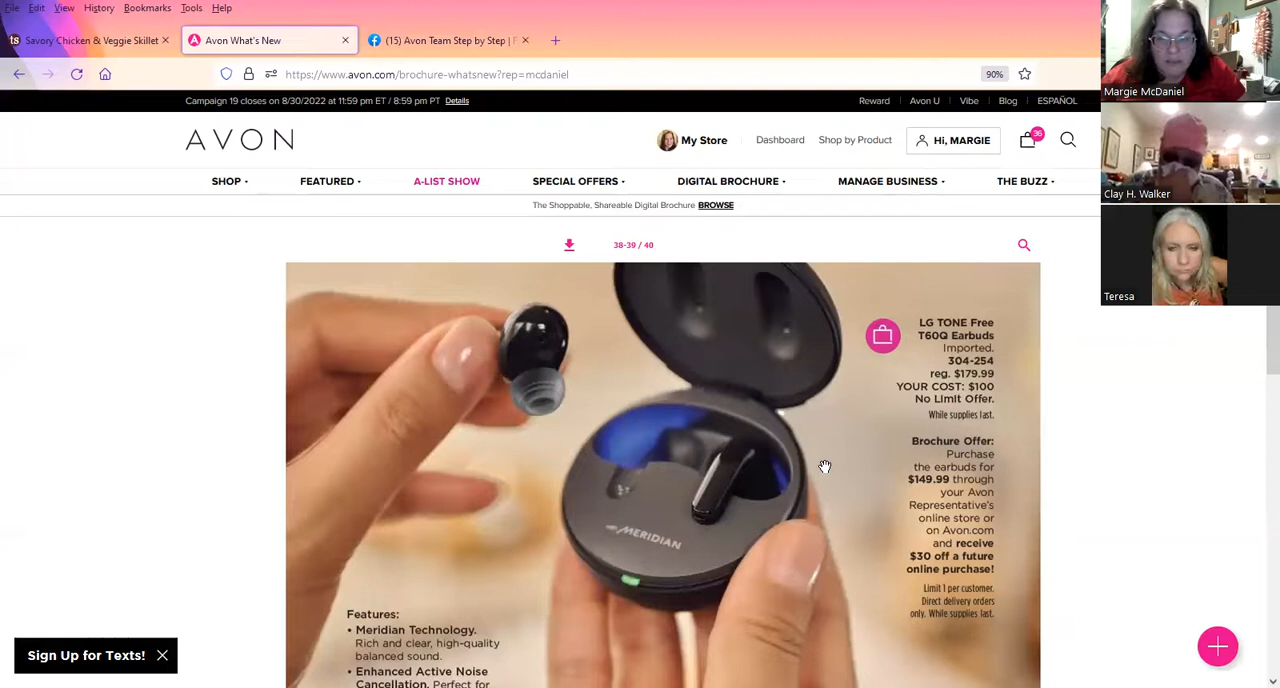 File Edit View History Bookmarks Tools Help
ts Savory Chicken & Veggie Skillet
Avon What's New
(15) Avon Team Step by Step | F
https://www.avon.com/brochure-whatsnew?rep=mcdaniel
90%
Campaign 19 closes on 8/30/2022 at 11:59 pm ET / 8:59 pm PT Details
Reward Avon U Vibe Blog ESPAÑOL
AVON
My Store Dashboard Shop by Product Hi, MARGIE 36
SHOP FEATURED A-LIST SHOW SPECIAL OFFERS DIGITAL BROCHURE MANAGE BUSINESS THE BUZZ
The Shoppable, Shareable Digital Brochure BROWSE
38-39 / 40
LG TONE Free
T60Q Earbuds
Imported.
304-254
reg. $179.99
YOUR COST: $100
No Limit Offer.
While supplies last.
Brochure Offer:
Purchase
the earbuds for
$149.99 through
your Avon
Representative's
online store or
on Avon.com
and receive
$30 off a future
online purchase!
Limit 1 per customer.
Direct delivery orders
only. While supplies last.
MERIDIAN
Features:
• Meridian Technology.
Rich and clear, high-quality
balanced sound.
• Enhanced Active Noise
Cancellation. Perfect for
Sign Up for Texts!
Margie McDaniel
Clay H. Walker
Teresa